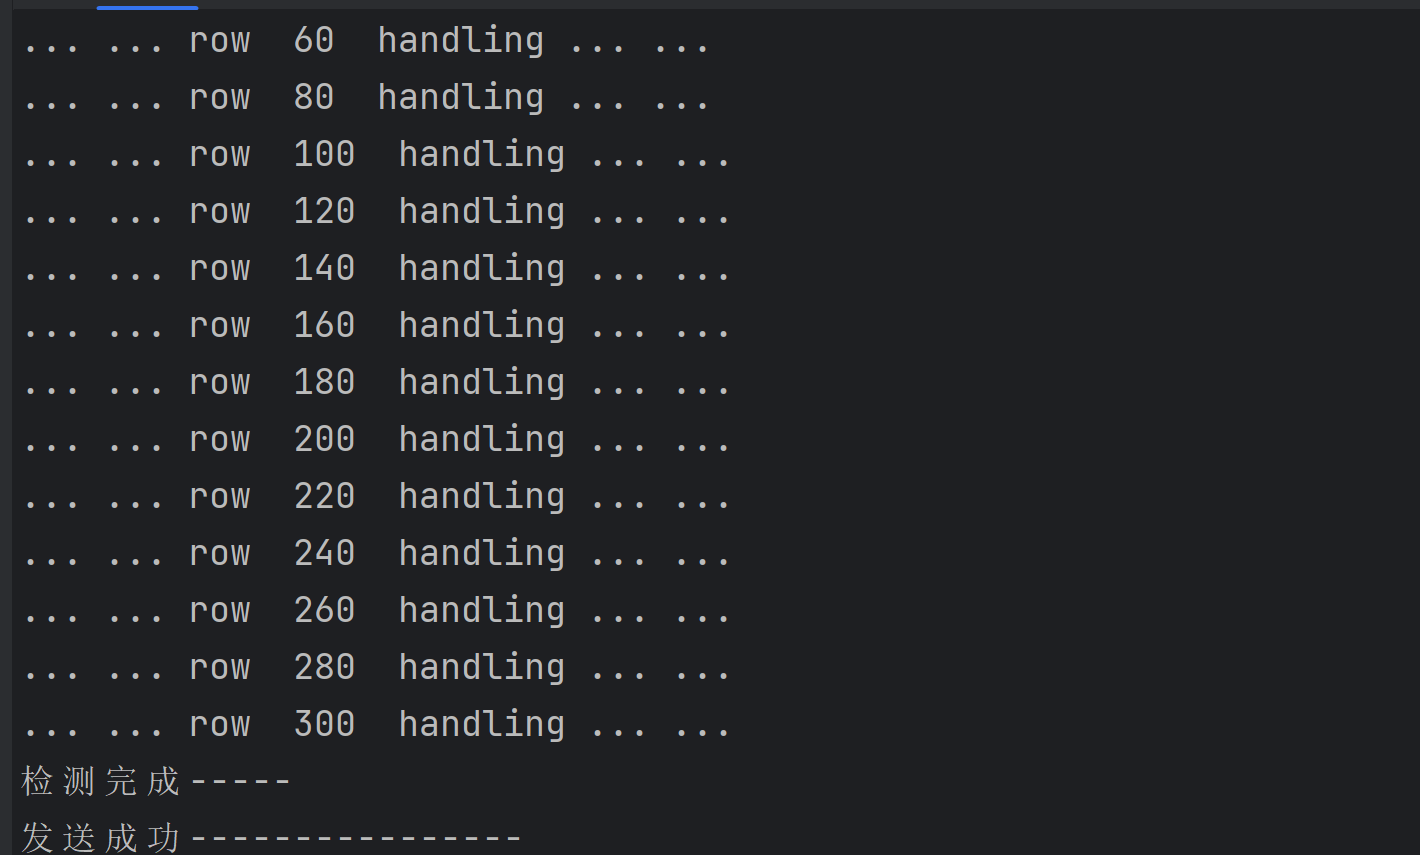 ... ... row  60  handling ... ...
... ... row  80  handling ... ...
... ... row  100  handling ... ...
... ... row  120  handling ... ...
... ... row  140  handling ... ...
... ... row  160  handling ... ...
... ... row  180  handling ... ...
... ... row  200  handling ... ...
... ... row  220  handling ... ...
... ... row  240  handling ... ...
... ... row  260  handling ... ...
... ... row  280  handling ... ...
... ... row  300  handling ... ...
检测完成-----
发送成功----------------